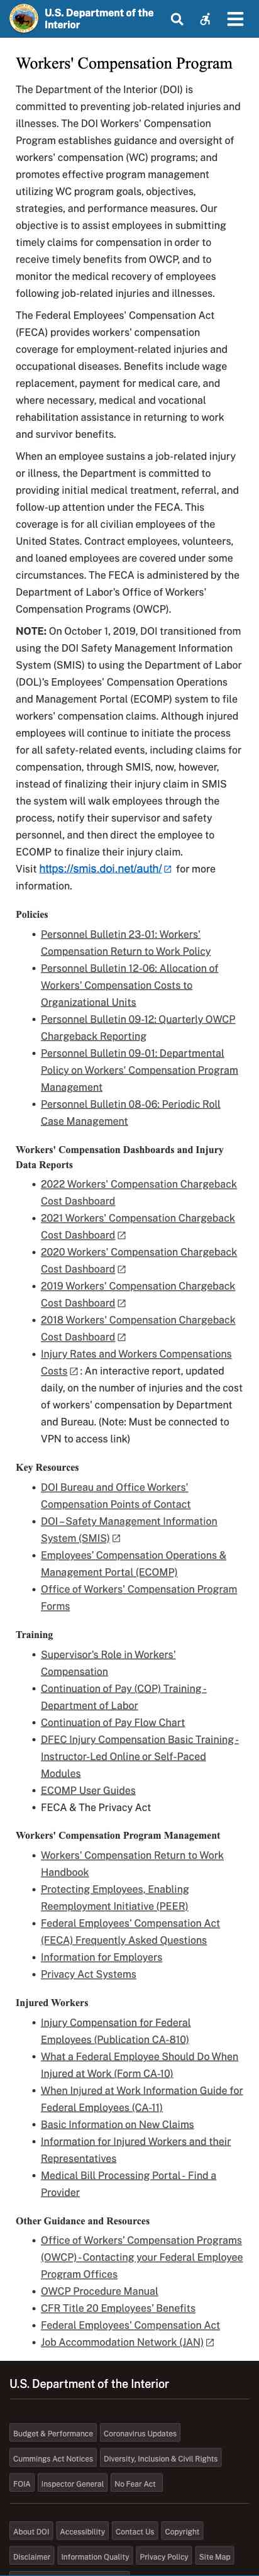 U.S. Department of the
Interior
Workers' Compensation Program
The Department of the Interior (DOI) is
committed to preventing job-related injuries and
illnesses. The DOI Workers' Compensation
Program establishes guidance and oversight of
workers' compensation (WC) programs; and
promotes effective program management
utilizing WC program goals, objectives,
strategies, and performance measures. Our
objective is to assist employees in submitting
timely claims for compensation in order to
receive timely benefits from OWCP, and to
monitor the medical recovery of employees
following job-related injuries and illnesses.
The Federal Employees' Compensation Act
(FECA) provides workers' compensation
coverage for employment-related injuries and
occupational diseases. Benefits include wage
replacement, payment for medical care, and
where necessary, medical and vocational
rehabilitation assistance in returning to work
and survivor benefits.
When an employee sustains a job-related injury
or illness, the Department is committed to
providing initial medical treatment, referral, and
follow-up attention under the FECA. This
coverage is for all civilian employees of the
United States. Contract employees, volunteers,
and loaned employees are covered under some
circumstances. The FECA is administered by the
Department of Labor's Office of Workers'
Compensation Programs (OWCP).
NOTE: On October 1, 2019, DOI transitioned from
using the DOI Safety Management Information
System (SMIS) to using the Department of Labor
(DOL)'s Employees' Compensation Operations
and Management Portal (ECOMP) system to file
workers' compensation claims. Although injured
employees will continue to initiate the process
for all safety-related events, including claims for
compensation, through SMIS, now, however,
instead of finalizing their injury claim in SMIS
the system will walk employees through the
process, notify their supervisor and safety
personnel, and then direct the employee to
ECOMP to finalize their injury claim.
Visit https://smis.doi.net/auth/ for more
information.
Policies
• Personnel Bulletin 23-01: Workers'
Compensation Return to Work Policy
• Personnel Bulletin 12-06: Allocation of
Workers' Compensation Costs to
Organizational Units
• Personnel Bulletin 09-12: Quarterly OWCP
Chargeback Reporting
• Personnel Bulletin 09-01: Departmental
Policy on Workers' Compensation Program
Management
• Personnel Bulletin 08-06: Periodic Roll
Case Management
Workers' Compensation Dashboards and Injury
Data Reports
• 2022 Workers' Compensation Chargeback
Cost Dashboard
• 2021 Workers' Compensation Chargeback
Cost Dashboard
• 2020 Workers' Compensation Chargeback
Cost Dashboard
• 2019 Workers' Compensation Chargeback
Cost Dashboard
• 2018 Workers' Compensation Chargeback
Cost Dashboard
• Injury Rates and Workers Compensations
Costs : An interactive report, updated
daily, on the number of injuries and the cost
of workers' compensation by Department
and Bureau. (Note: Must be connected to
VPN to access link)
Key Resources
• DOI Bureau and Office Workers'
Compensation Points of Contact
• DOI – Safety Management Information
System (SMIS)
• Employees' Compensation Operations &
Management Portal (ECOMP)
• Office of Workers' Compensation Program
Forms
Training
• Supervisor's Role in Workers'
Compensation
• Continuation of Pay (COP) Training -
Department of Labor
• Continuation of Pay Flow Chart
• DFEC Injury Compensation Basic Training -
Instructor-Led Online or Self-Paced
Modules
• ECOMP User Guides
• FECA & The Privacy Act
Workers' Compensation Program Management
• Workers' Compensation Return to Work
Handbook
• Protecting Employees, Enabling
Reemployment Initiative (PEER)
• Federal Employees' Compensation Act
(FECA) Frequently Asked Questions
• Information for Employers
• Privacy Act Systems
Injured Workers
• Injury Compensation for Federal
Employees (Publication CA-810)
• What a Federal Employee Should Do When
Injured at Work (Form CA-10)
• When Injured at Work Information Guide for
Federal Employees (CA-11)
• Basic Information on New Claims
• Information for Injured Workers and their
Representatives
• Medical Bill Processing Portal - Find a
Provider
Other Guidance and Resources
• Office of Workers' Compensation Programs
(OWCP) - Contacting your Federal Employee
Program Offices
• OWCP Procedure Manual
• CFR Title 20 Employees' Benefits
• Federal Employees' Compensation Act
• Job Accommodation Network (JAN)
U.S. Department of the Interior
Budget & Performance Coronavirus Updates
Cummings Act Notices Diversity, Inclusion & Civil Rights
FOIA Inspector General No Fear Act
About DOI Accessibility Contact Us Copyright
Disclaimer Information Quality Privacy Policy Site Map